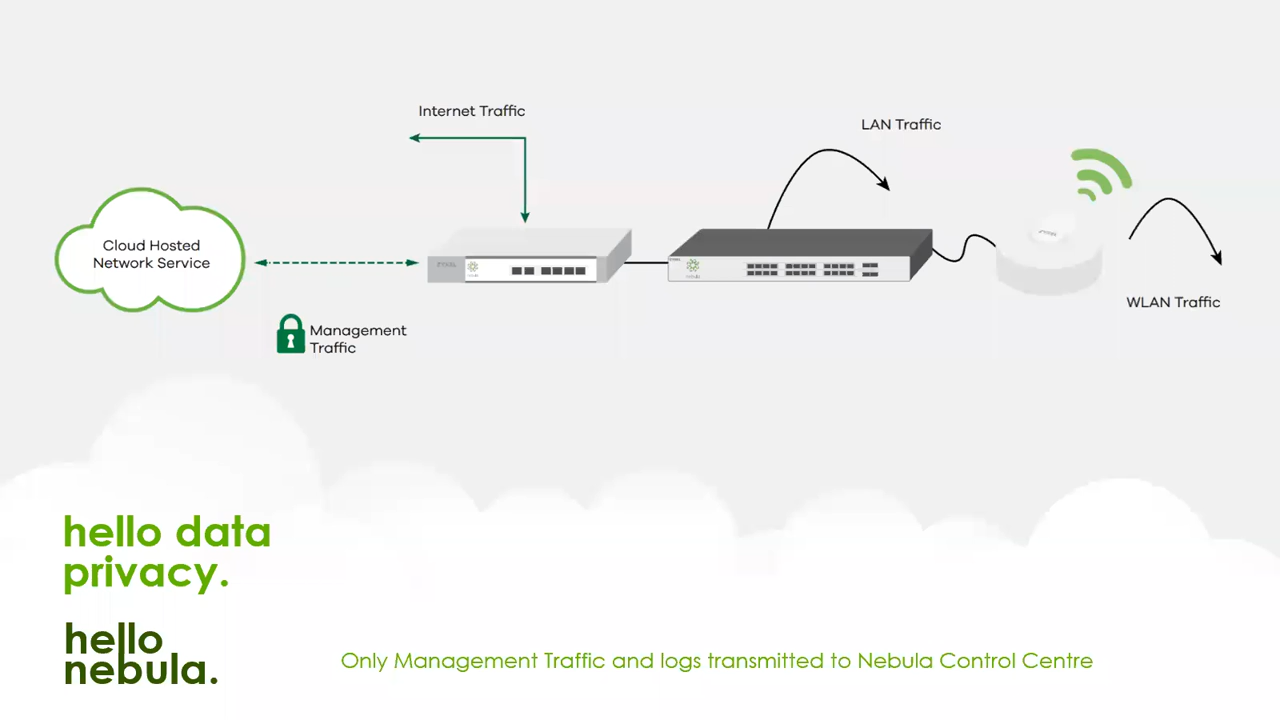 Internet Traffic
LAN Traffic
Cloud Hosted
Network Service
Management
Traffic
WLAN Traffic
hello data
privacy.
hello
nebula.
Only Management Traffic and logs transmitted to Nebula Control Centre